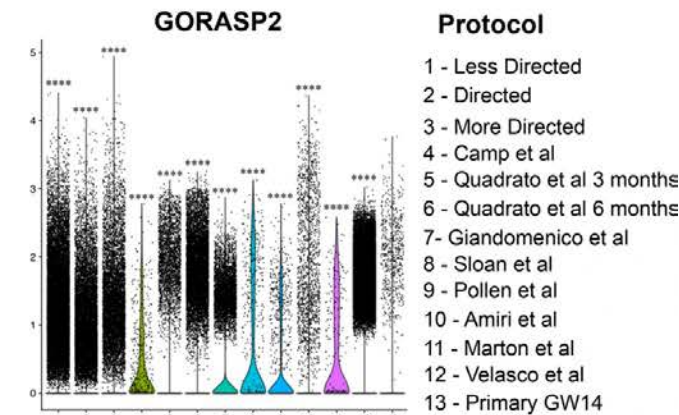 GORASP2
Protocol
1 - Less Directed
2 - Directed
3 - More Directed
4 - Camp et al
5 - Quadrato et al 3 months
6 - Quadrato et al 6 months
7- Giandomenico et al
8 - Sloan et al
9 - Pollen et al
10 - Amiri et al
11 - Marton et al
12 - Velasco et al
13 - Primary GW14
5
4
3
2
1
0
****
****
****
****
****
****
****
****
****
****
****
****